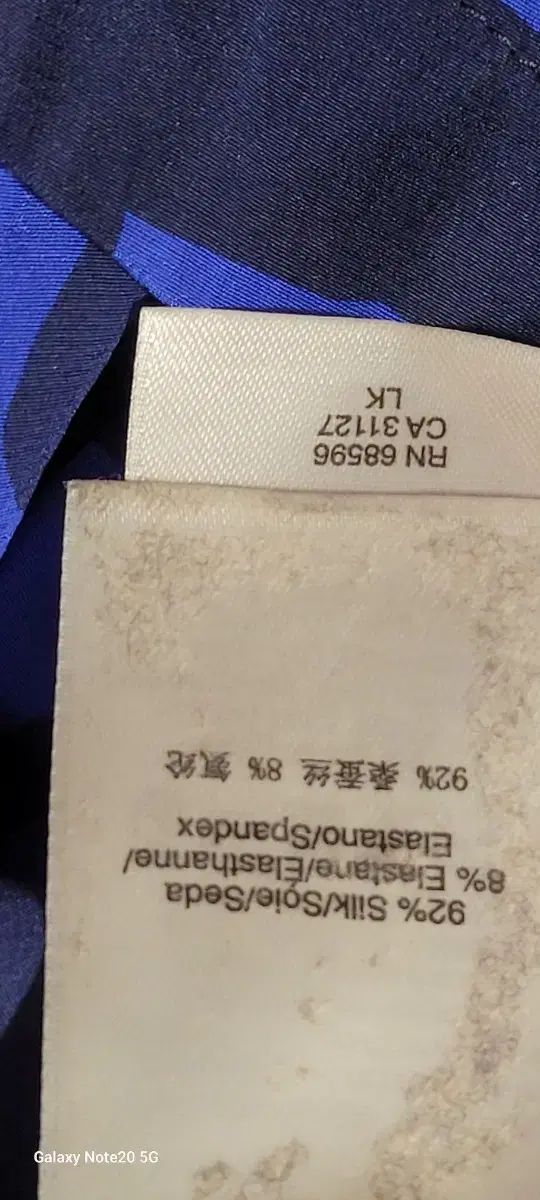 92% Silk/Soie/Seda
8% Elastane/Élasthanne/
Elastano/Spandex
92% 桑蚕丝 8% 氨纶
RN 68596
CA 31127
LK
Galaxy Note20 5G